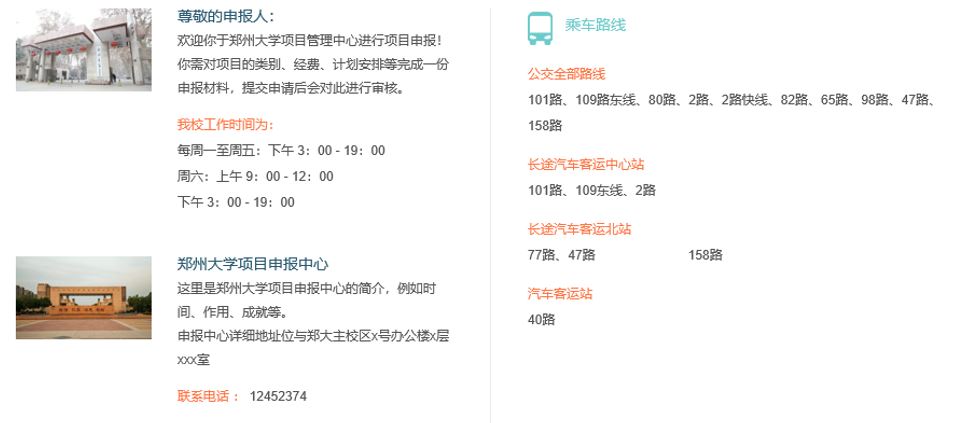 尊敬的申报人：
欢迎你于郑州大学项目管理中心进行项目申报！
你需对项目的类别、经费、计划安排等完成一份
申报材料，提交申请后会对此进行审核。
我校工作时间为：
每周一至周五：下午 3：00 - 19：00
周六：上午 9：00 - 12：00
下午 3：00 - 19：00
郑州大学项目申报中心
这里是郑州大学项目申报中心的简介，例如时
间、作用、成就等。
申报中心详细地址位与郑大主校区x号办公楼x层
xxx室
联系电话 ： 12452374
乘车路线
公交全部路线
101路、109路东线、80路、2路、2路快线、82路、65路、98路、47路、
158路
长途汽车客运中心站
101路、109东线、2路
长途汽车客运北站
77路、47路 158路
汽车客运站
40路